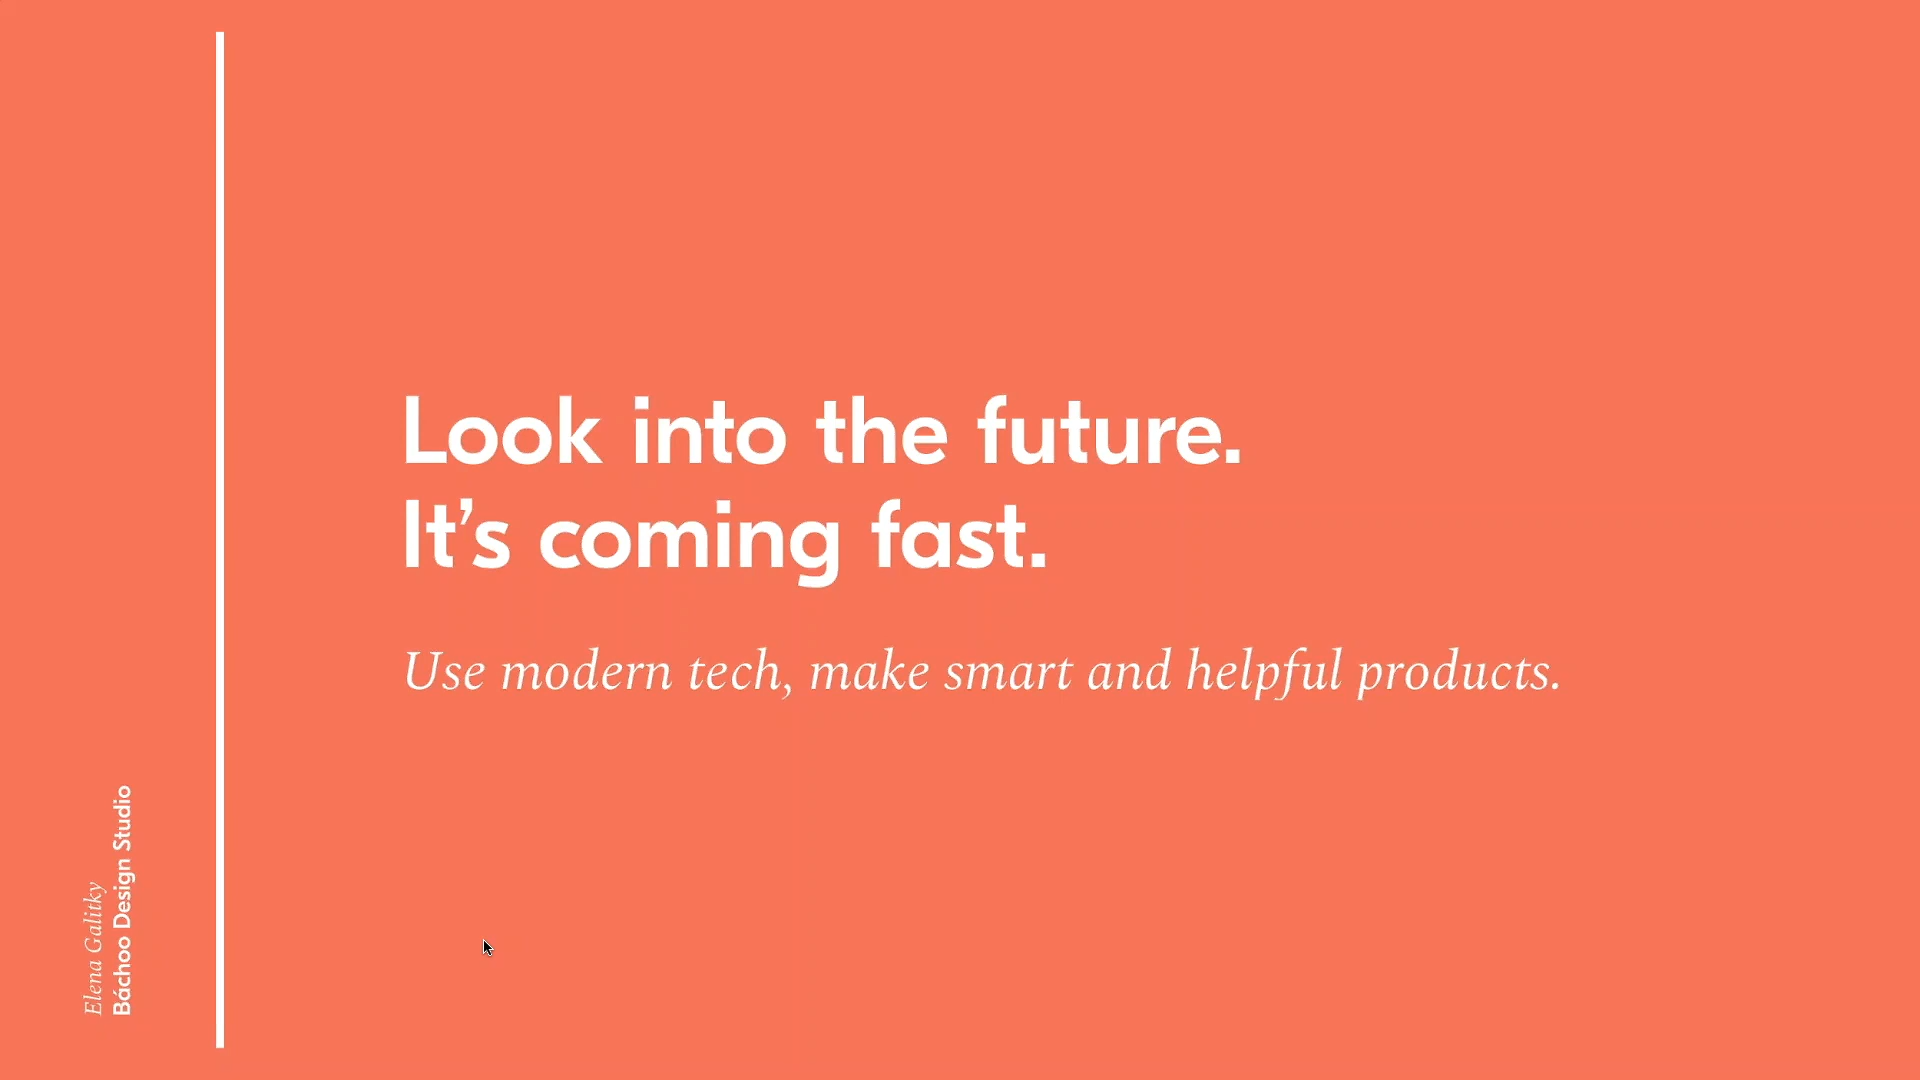 Look into the future.
It’s coming fast.
Use modern tech, make smart and helpful products.
Elena Galitky
Báchoo Design Studio